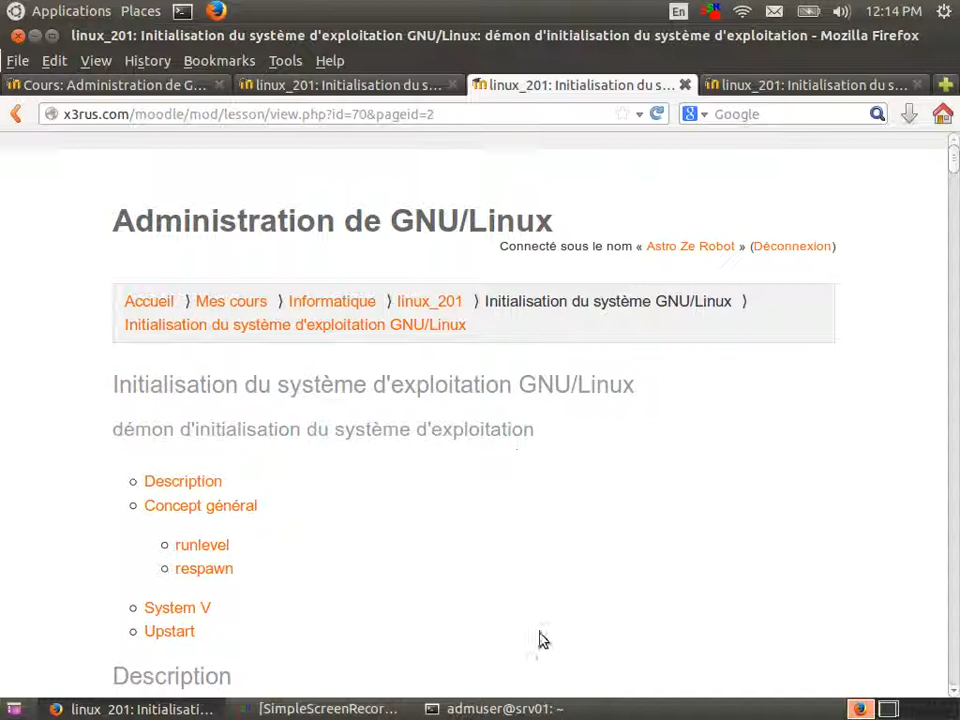 Applications Places En 12:14 PM
linux_201: Initialisation du système d'exploitation GNU/Linux: démon d'initialisation du système d'exploitation - Mozilla Firefox
File Edit View History Bookmarks Tools Help
Cours: Administration de G... linux_201: Initialisation du s... linux_201: Initialisation du s... linux_201: Initialisation du s...
x3rus.com/moodle/mod/lesson/view.php?id=70&pageid=2 Google
Administration de GNU/Linux
Connecté sous le nom « Astro Ze Robot » (Déconnexion)
Accueil ⟩ Mes cours ⟩ Informatique ⟩ linux_201 ⟩ Initialisation du système GNU/Linux ⟩
Initialisation du système d'exploitation GNU/Linux
Initialisation du système d'exploitation GNU/Linux
démon d'initialisation du système d'exploitation
Description
Concept général
runlevel
respawn
System V
Upstart
Description
linux_201: Initialisati... [SimpleScreenRecor... admuser@srv01: ~